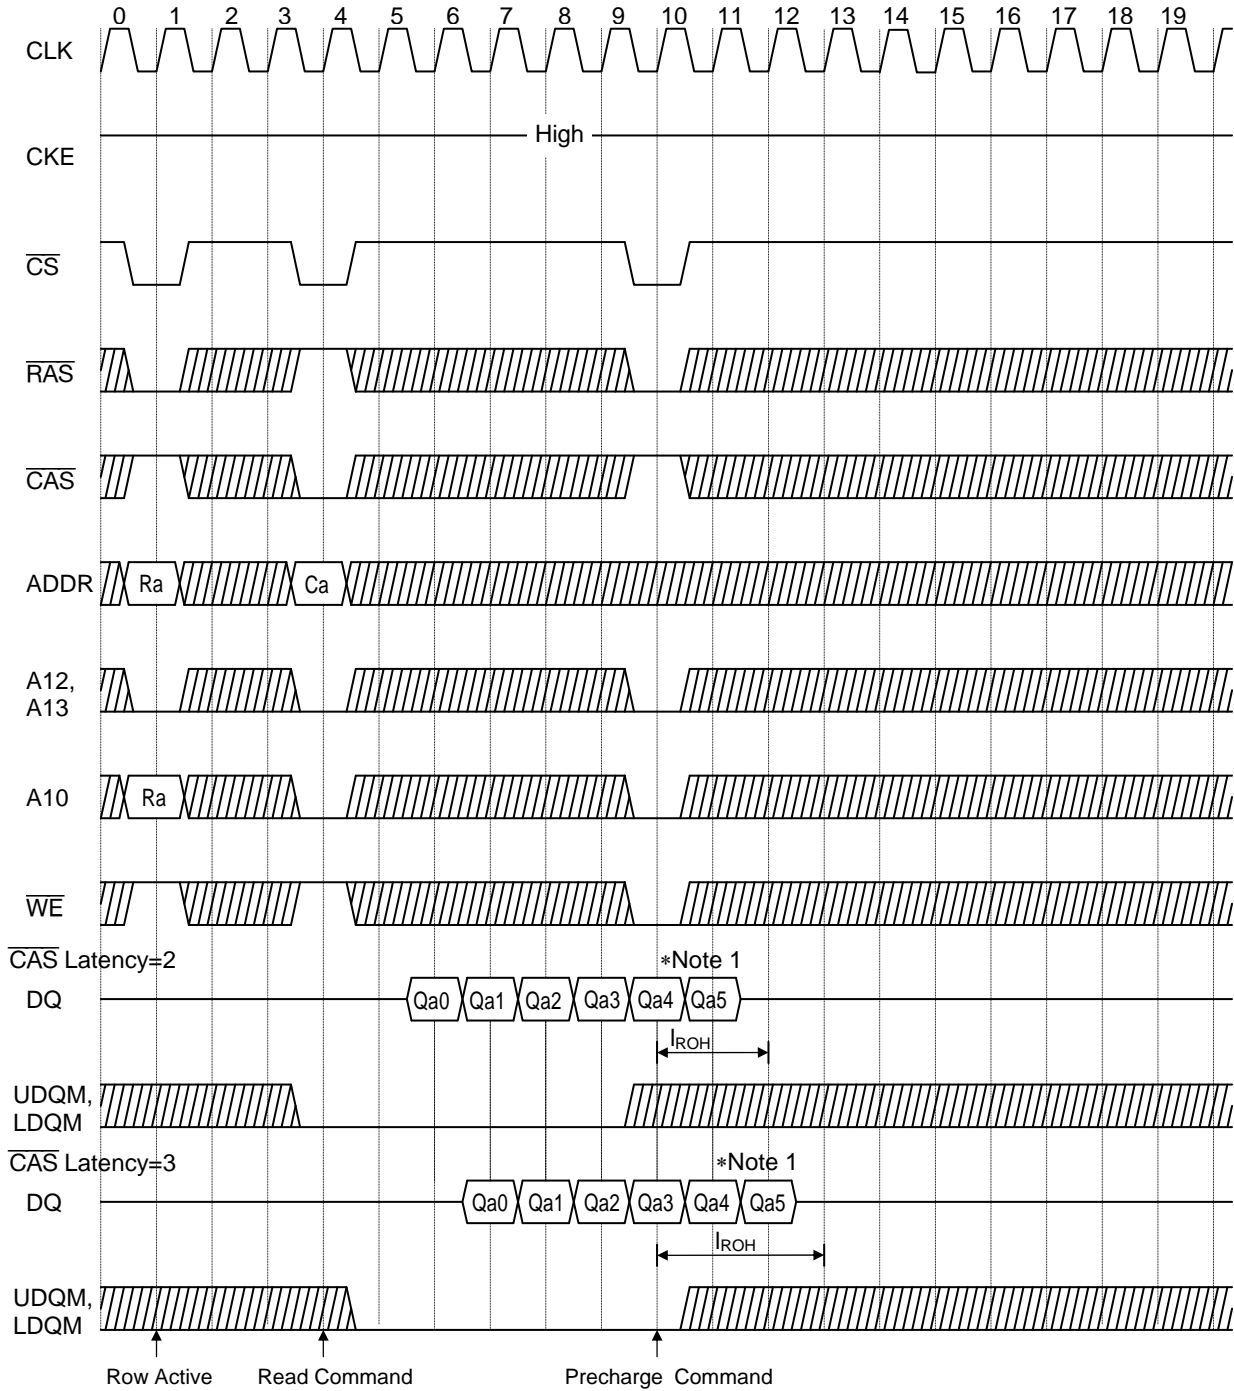 0 1 2 3 4 5 6 7 8 9 10 11 12 13 14 15 16 17 18 19
CLK
High
CKE
CS
RAS
CAS
ADDR Ra Ca
A12,
A13
A10 Ra
WE
CAS Latency=2 *Note 1
DQ Qa0 Qa1 Qa2 Qa3 Qa4 Qa5
IROH
UDQM,
LDQM
CAS Latency=3 *Note 1
DQ Qa0 Qa1 Qa2 Qa3 Qa4 Qa5
IROH
UDQM,
LDQM
Row Active Read Command Precharge Command